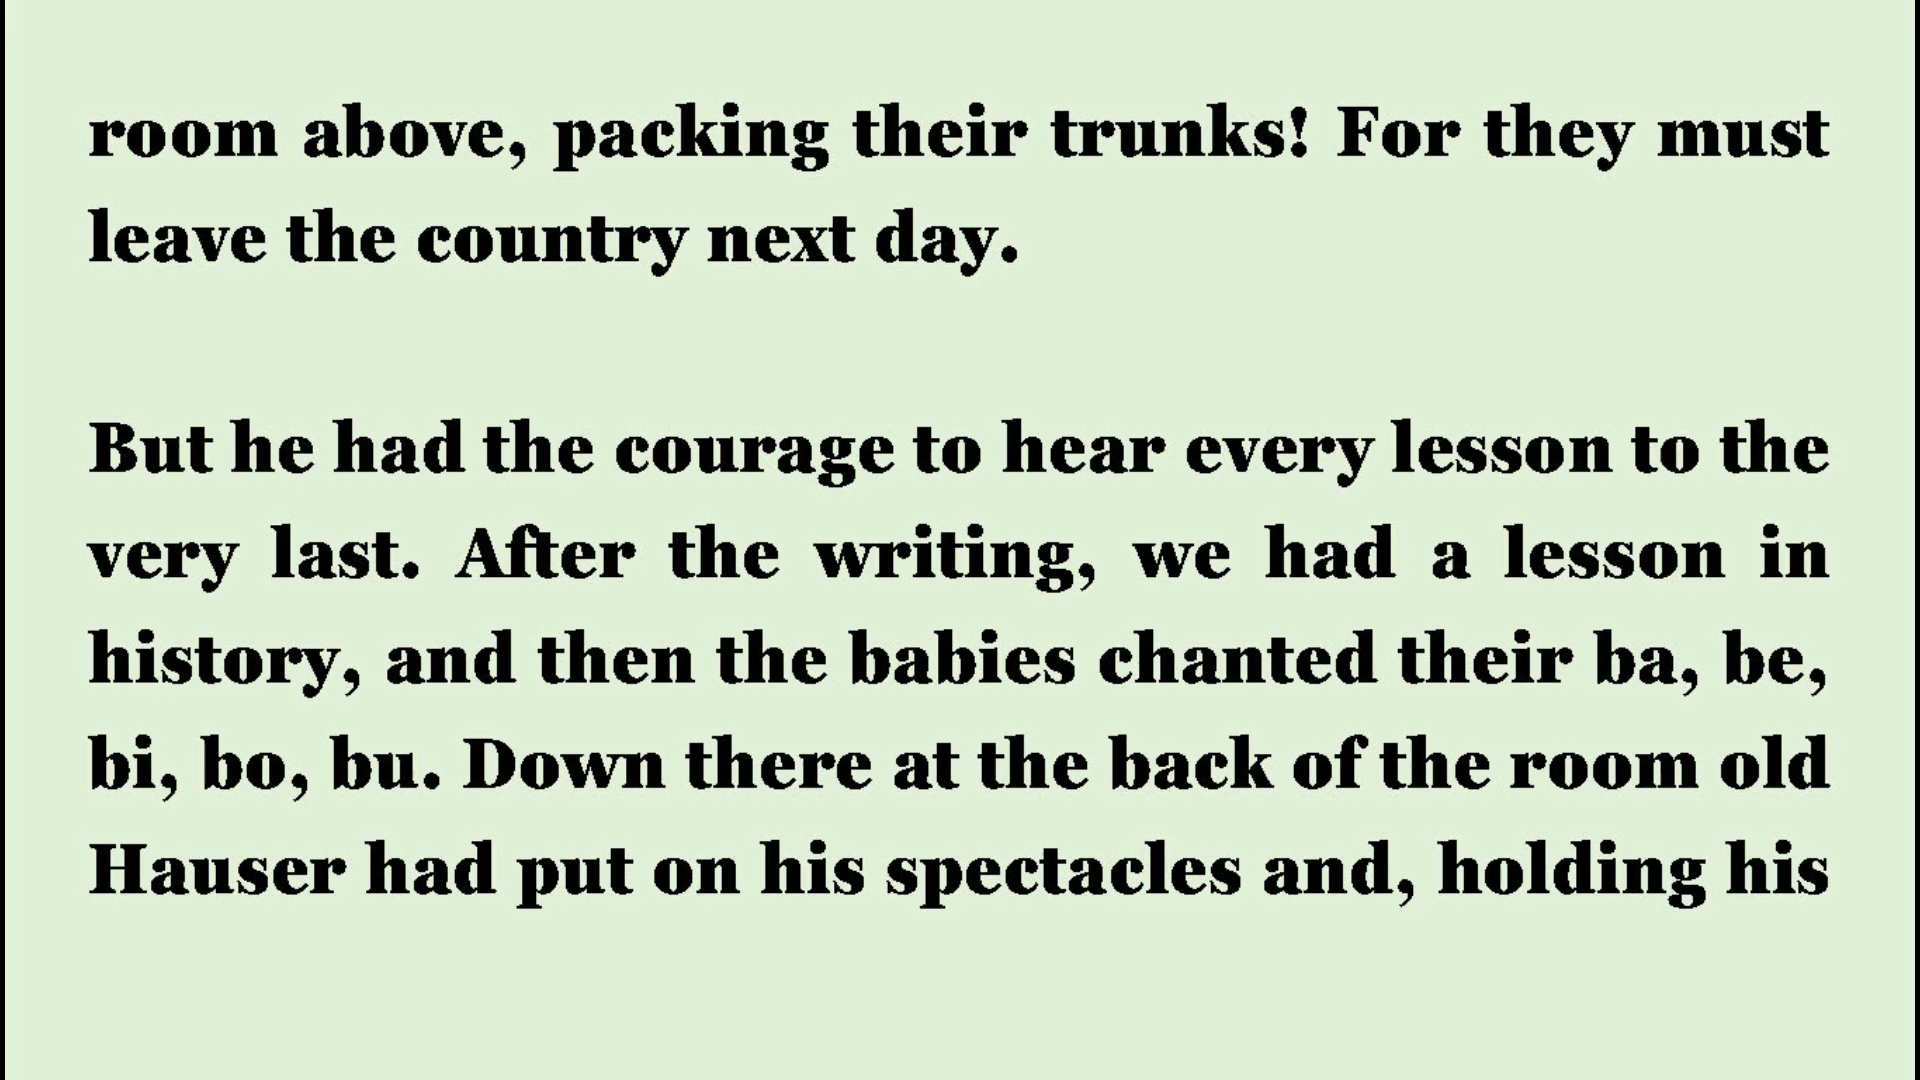 room above, packing their trunks! For they must
leave the country next day.
But he had the courage to hear every lesson to the
very last. After the writing, we had a lesson in
history, and then the babies chanted their ba, be,
bi, bo, bu. Down there at the back of the room old
Hauser had put on his spectacles and, holding his